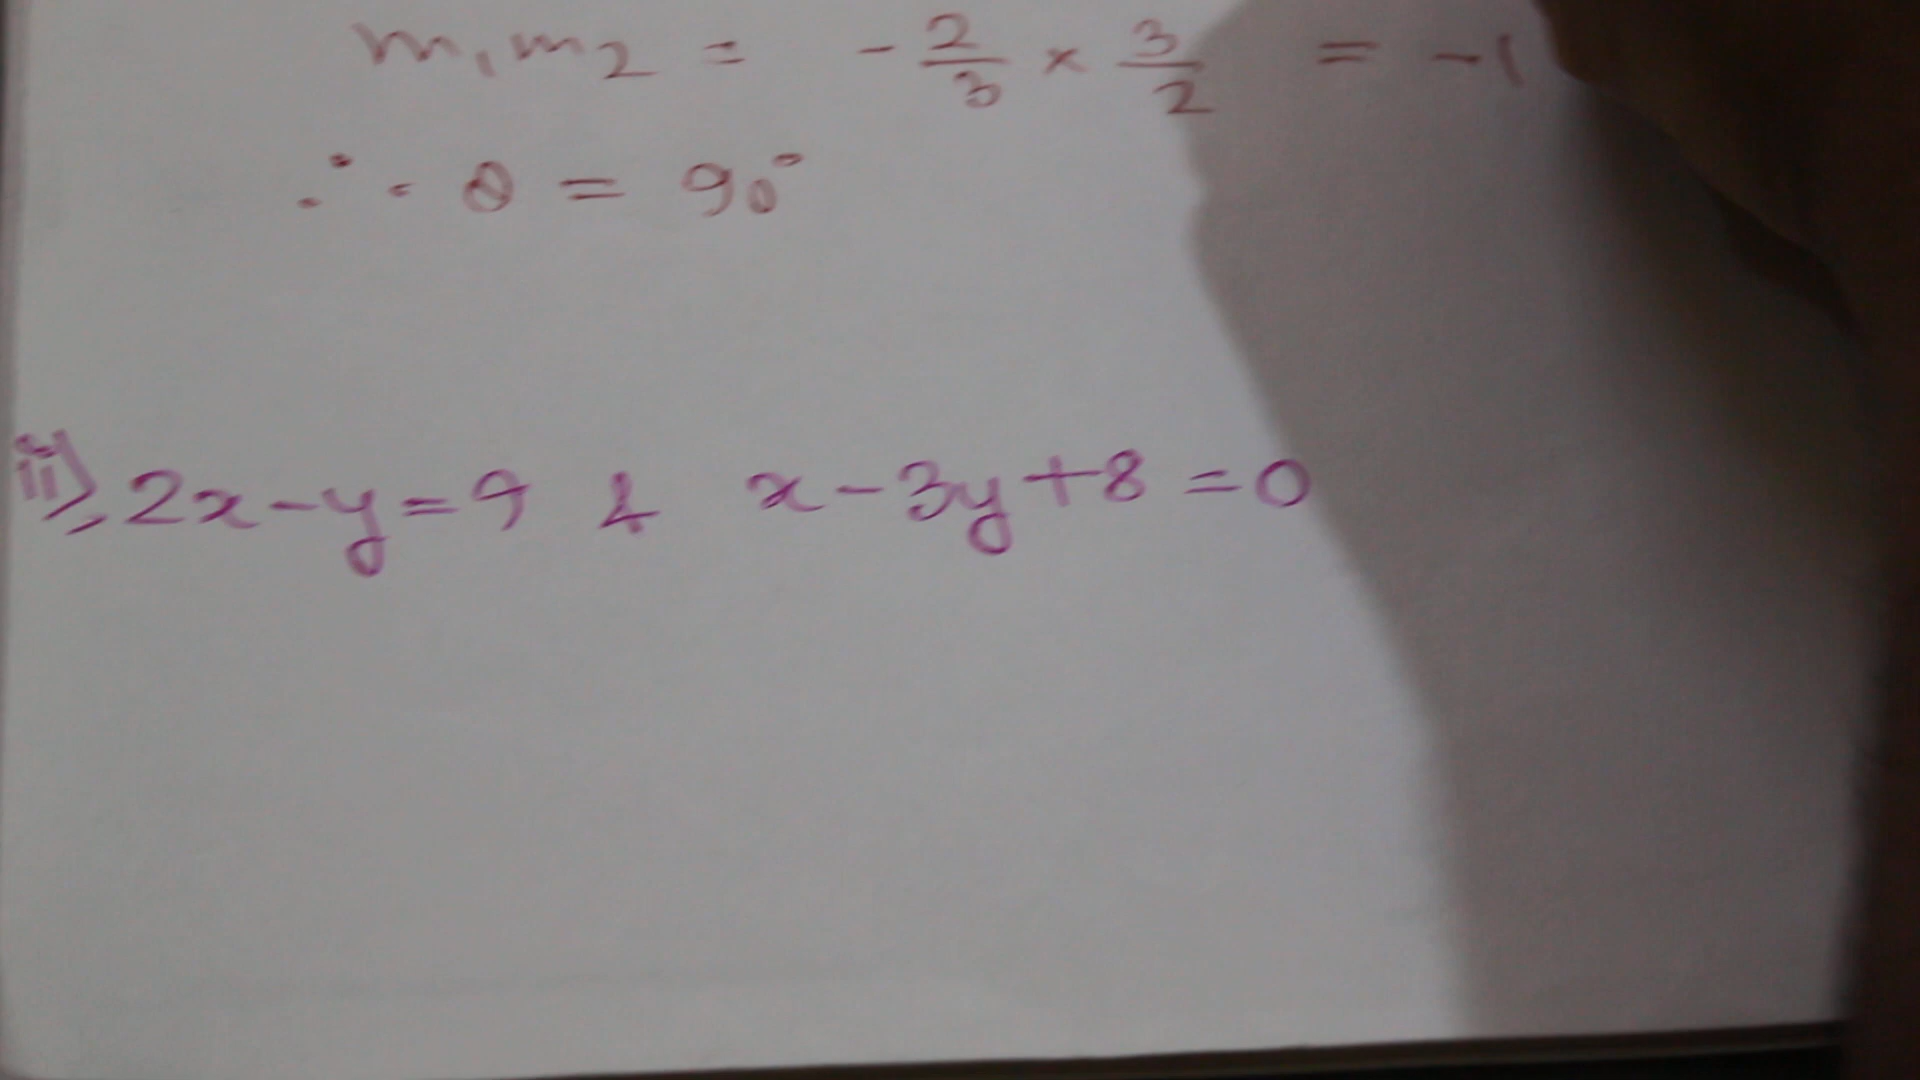 m₁m₂ = -2/3 × 3/2 = -1
∴ θ = 90°
ii) 2x-y=9 & x-3y+8=0